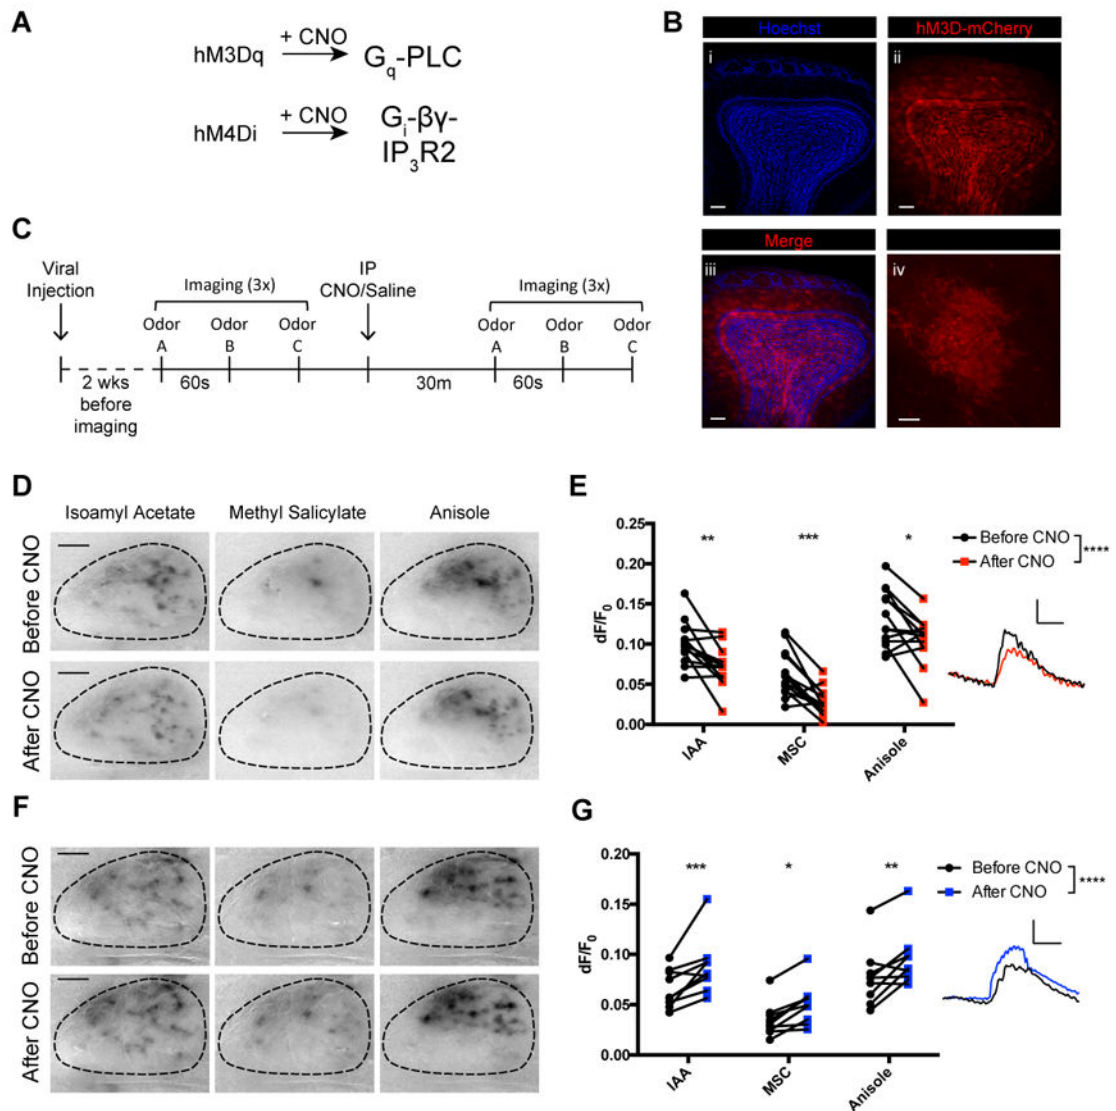 A
hM3Dq + CNO Gq-PLC
hM4Di + CNO Gi-βγ-
IP3R2
B
Hoechst
hM3D-mCherry
i
ii
Merge
iii
iv
C
Viral
Injection
Imaging (3x)
IP
CNO/Saline
Imaging (3x)
Odor Odor Odor Odor Odor Odor
A B C A B C
2 wks
before
imaging
60s
30m
60s
D
Isoamyl Acetate Methyl Salicylate Anisole
Before CNO
After CNO
E
0.25
0.20
0.15
0.10
0.05
0.00
dF/F0
** *** *
Before CNO
After CNO
****
IAA MSC Anisole
F
Before CNO
After CNO
G
0.20
0.15
0.10
0.05
0.00
dF/F0
*** * **
Before CNO
After CNO
****
IAA MSC Anisole